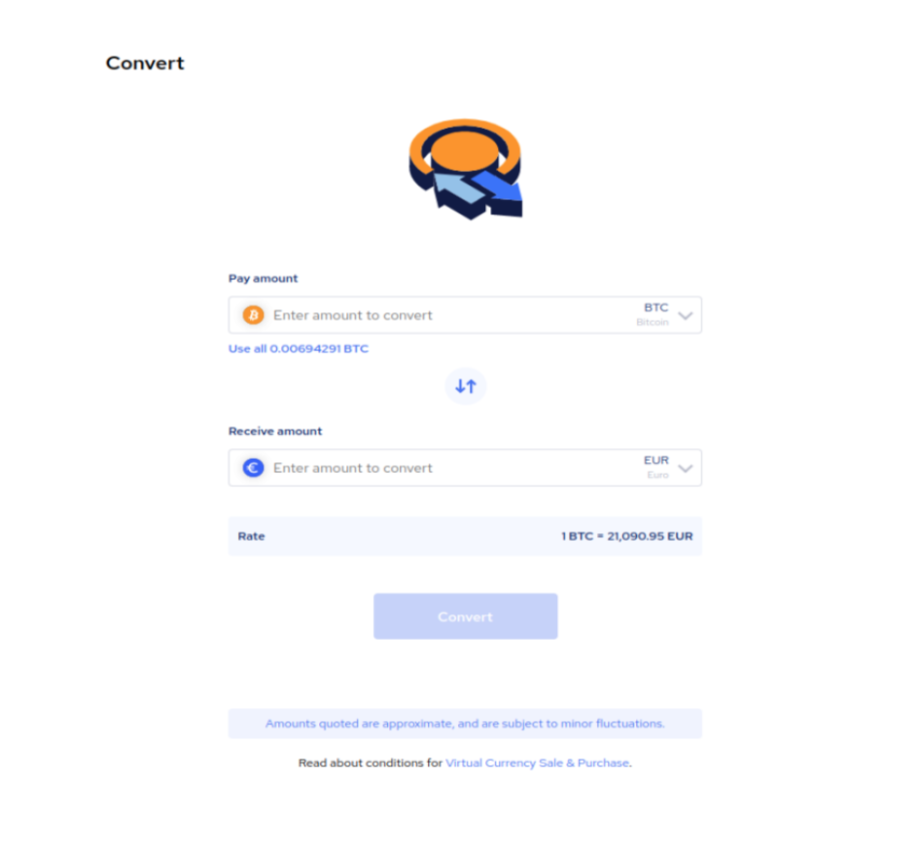 Convert
Pay amount
Enter amount to convert
BTC
Bitcoin
Use all 0.00694291 BTC
Receive amount
Enter amount to convert
EUR
Euro
Rate
1 BTC = 21,090.95 EUR
Convert
Amounts quoted are approximate, and are subject to minor fluctuations.
Read about conditions for Virtual Currency Sale & Purchase.